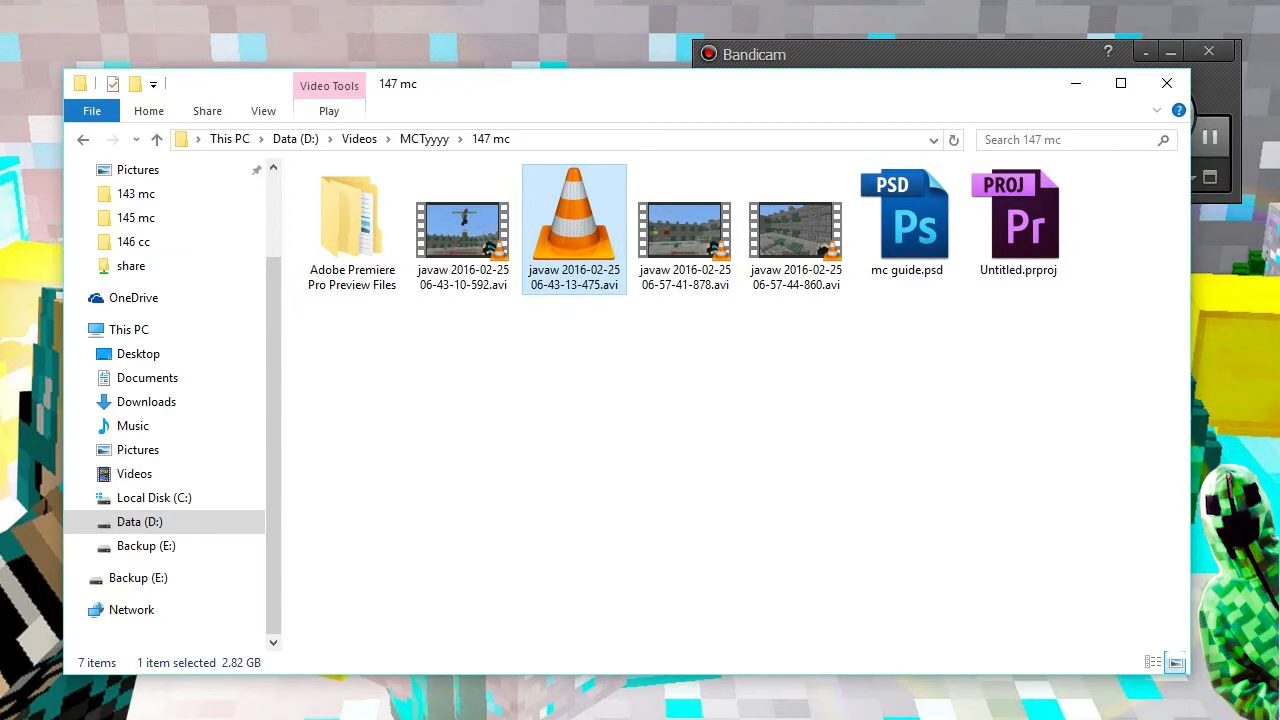 Bandicam
?
Video Tools
147 mc
File
Home
Share
View
Play
?
This PC
Data (D:)
Videos
MCTyyyy
147 mc
Search 147 mc
Pictures
143 mc
145 mc
146 cc
share
OneDrive
This PC
Desktop
Documents
Downloads
Music
Pictures
Videos
Local Disk (C:)
Data (D:)
Backup (E:)
Backup (E:)
Network
Adobe Premiere
Pro Preview Files
javaw 2016-02-25
06-43-10-592.avi
javaw 2016-02-25
06-43-13-475.avi
javaw 2016-02-25
06-57-41-878.avi
javaw 2016-02-25
06-57-44-860.avi
PSD
Ps
mc guide.psd
PROJ
Pr
Untitled.prproj
7 items
1 item selected 2.82 GB